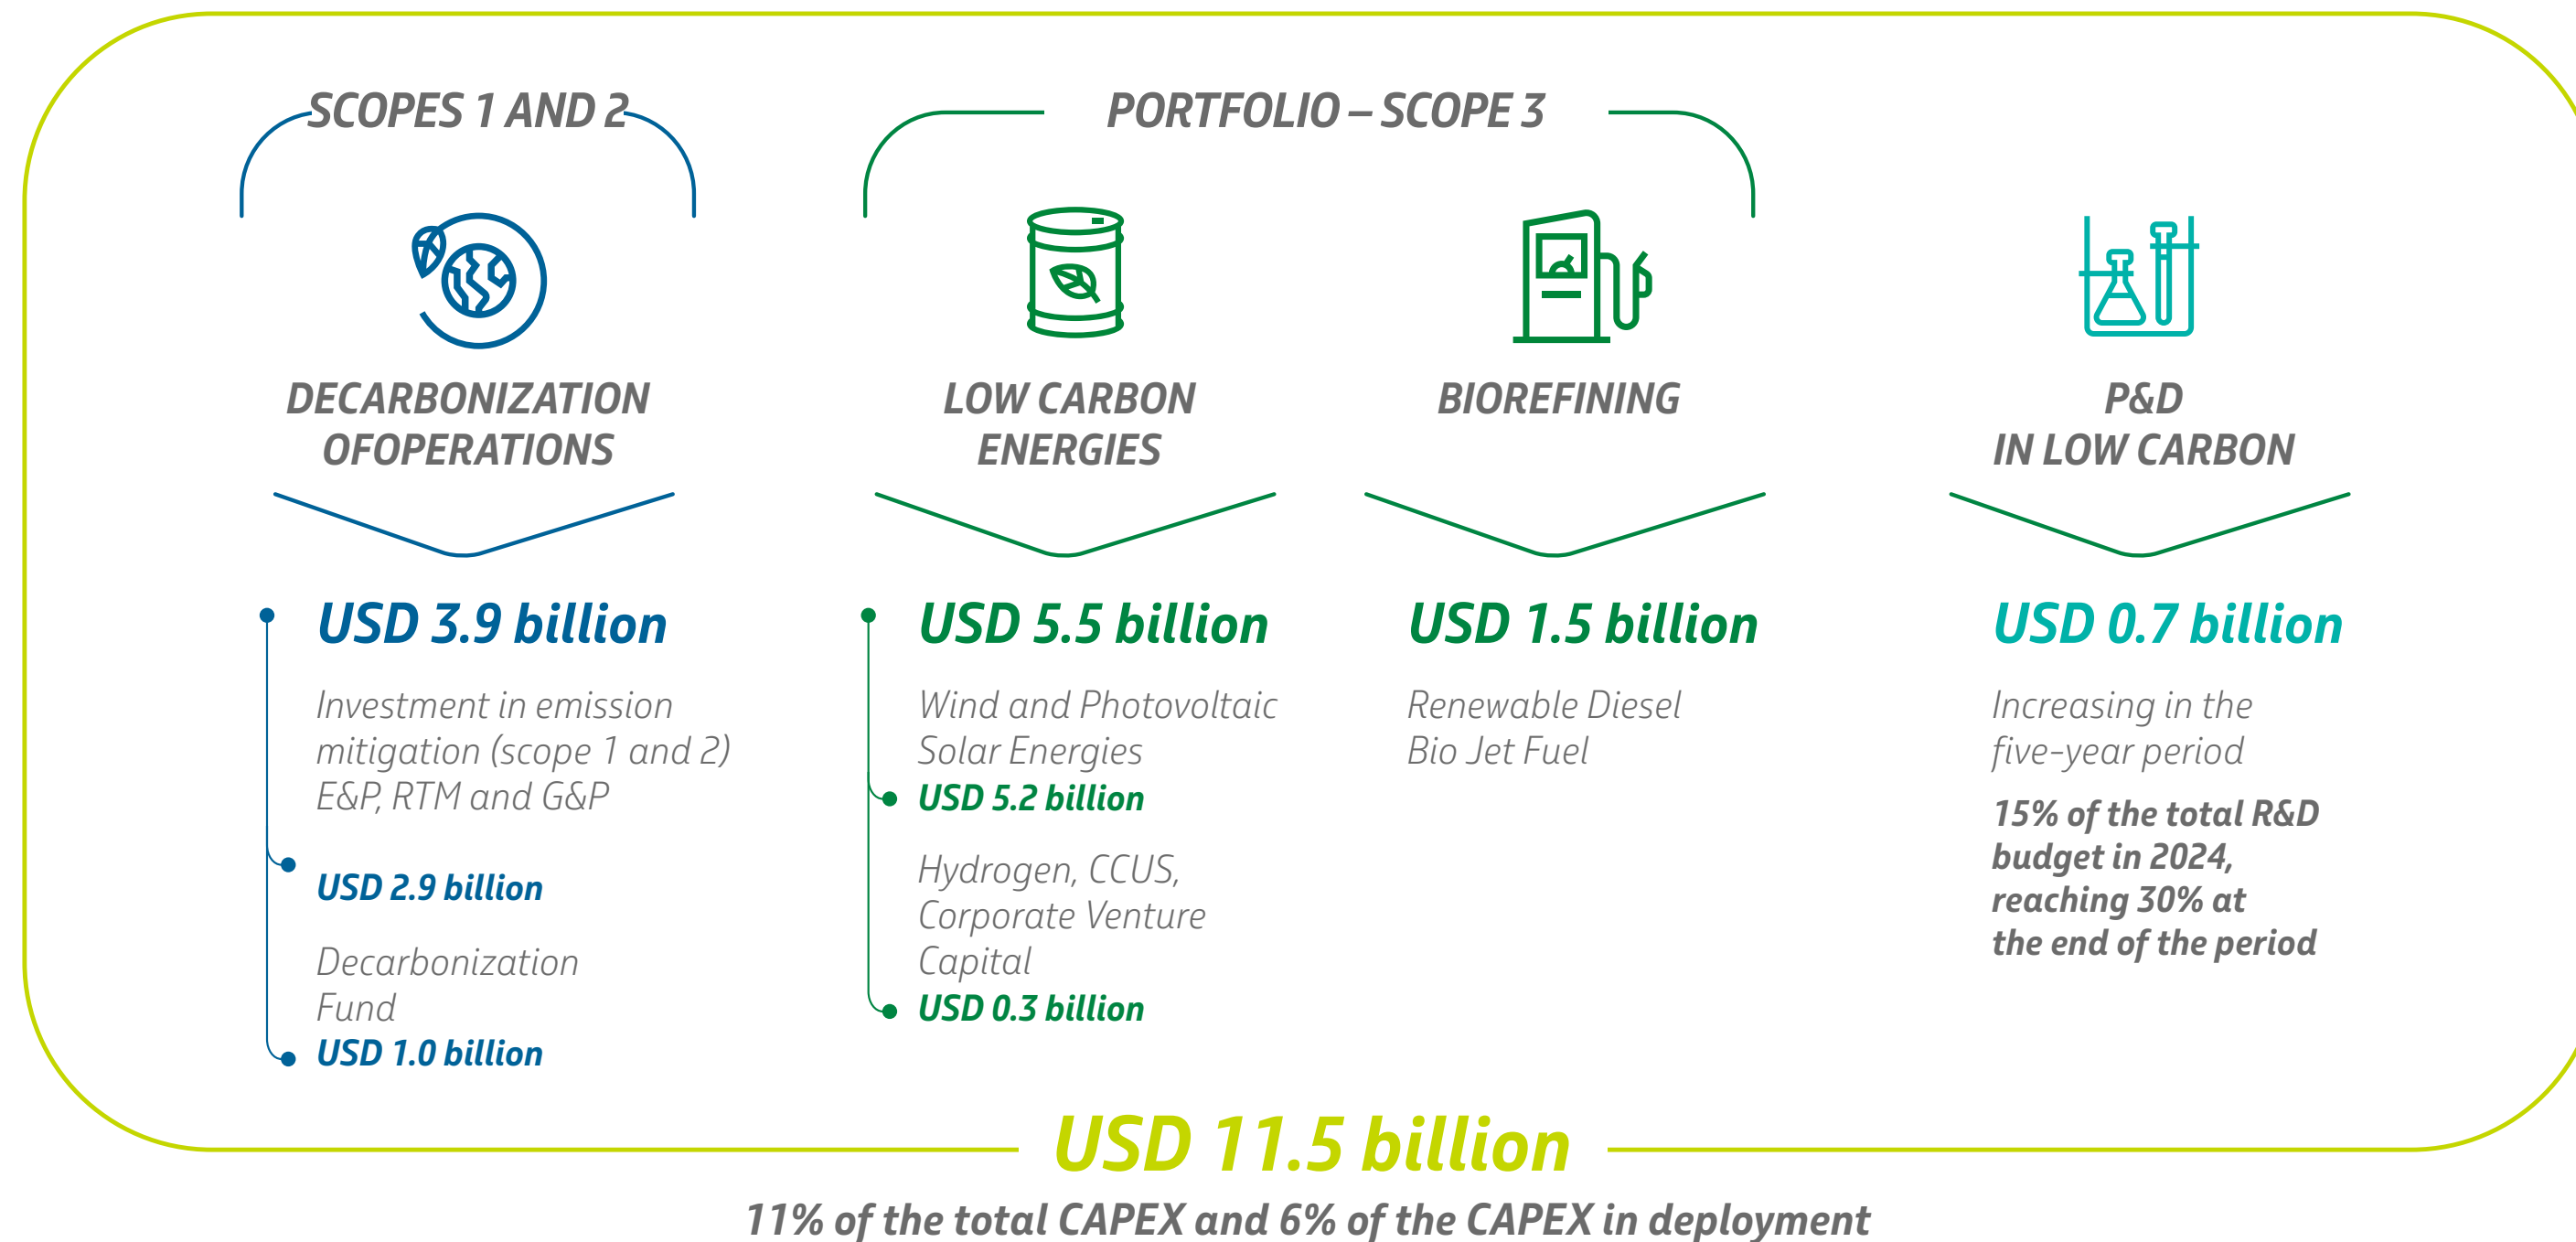 SCOPES 1 AND 2
DECARBONIZATION
OFOPERATIONS
USD 3.9 billion
Investment in emission
mitigation (scope 1 and 2)
E&P, RTM and G&P
USD 2.9 billion
Decarbonization
Fund
USD 1.0 billion
PORTFOLIO – SCOPE 3
LOW CARBON
ENERGIES
USD 5.5 billion
Wind and Photovoltaic
Solar Energies
USD 5.2 billion
Hydrogen, CCUS,
Corporate Venture
Capital
USD 0.3 billion
BIOREFINING
USD 1.5 billion
Renewable Diesel
Bio Jet Fuel
P&D
IN LOW CARBON
USD 0.7 billion
Increasing in the
five-year period
15% of the total R&D
budget in 2024,
reaching 30% at
the end of the period
USD 11.5 billion
11% of the total CAPEX and 6% of the CAPEX in deployment